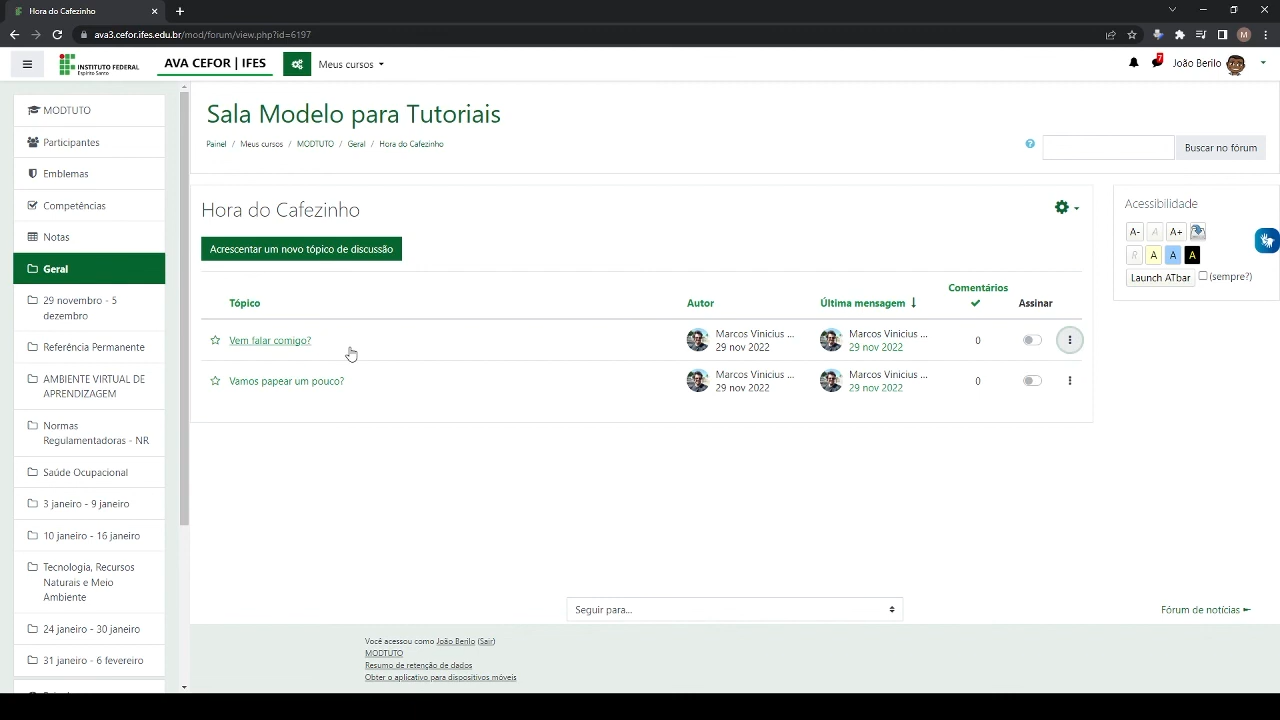 Hora do Cafezinho
ava3.cefor.ifes.edu.br/mod/forum/view.php?id=6197
M
INSTITUTO FEDERAL
Espírito Santo
AVA CEFOR | IFES
Meus cursos
7
João Berilo
MODTUTO
Participantes
Emblemas
Competências
Notas
Geral
29 novembro - 5
dezembro
Referência Permanente
AMBIENTE VIRTUAL DE
APRENDIZAGEM
Normas
Regulamentadoras - NR
Saúde Ocupacional
3 janeiro - 9 janeiro
10 janeiro - 16 janeiro
Tecnologia, Recursos
Naturais e Meio
Ambiente
24 janeiro - 30 janeiro
31 janeiro - 6 fevereiro
Sala Modelo para Tutoriais
Painel / Meus cursos / MODTUTO / Geral / Hora do Cafezinho
Buscar no fórum
Hora do Cafezinho
Acrescentar um novo tópico de discussão
Tópico Autor Última mensagem ↓ Comentários Assinar
Vem falar comigo? Marcos Vinicius ... Marcos Vinicius ... 0
29 nov 2022 29 nov 2022
Vamos papear um pouco? Marcos Vinicius ... Marcos Vinicius ... 0
29 nov 2022 29 nov 2022
Acessibilidade
A- A A+
R A A A
Launch ATbar (sempre?)
Seguir para...
Fórum de notícias ►
Você acessou como João Berilo (Sair)
MODTUTO
Resumo de retenção de dados
Obter o aplicativo para dispositivos móveis